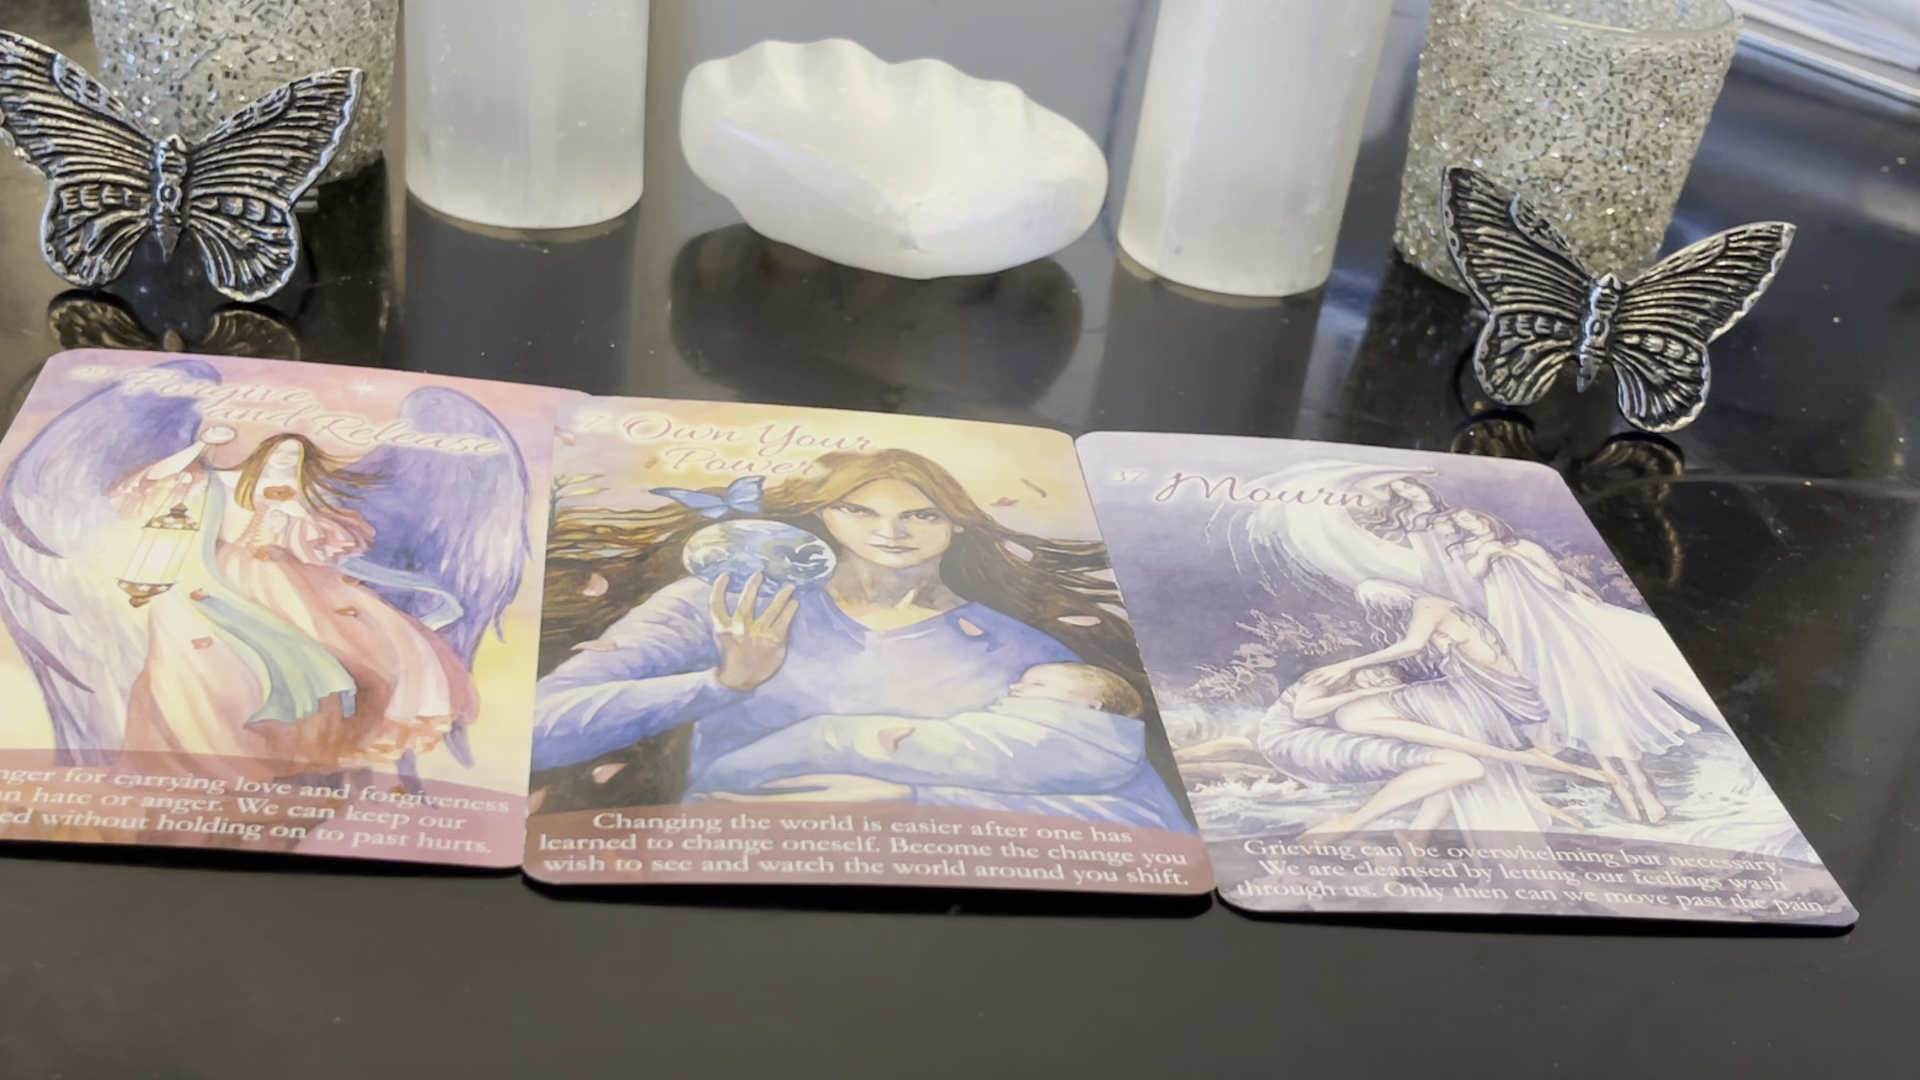 Forgive
and Release
nger for carrying love and forgiveness
an hate or anger. We can keep our
ed without holding on to past hurts.
7 Own Your
Power
Changing the world is easier after one has
learned to change oneself. Become the change you
wish to see and watch the world around you shift.
37 Mourn
Grieving can be overwhelming but necessary.
We are cleansed by letting our feelings wash
through us. Only then can we move past the pain.